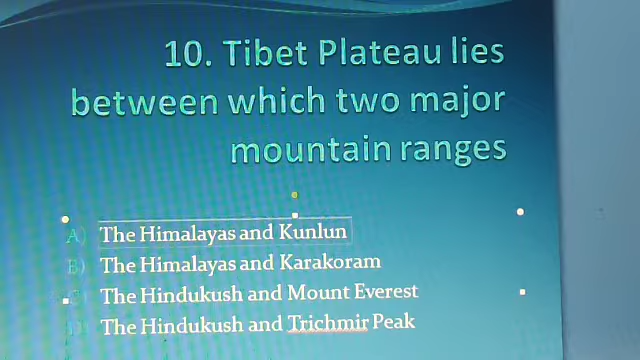 10. Tibet Plateau lies
between which two major
mountain ranges
A) The Himalayas and Kunlun
B) The Himalayas and Karakoram
C) The Hindukush and Mount Everest
D) The Hindukush and Trichmir Peak